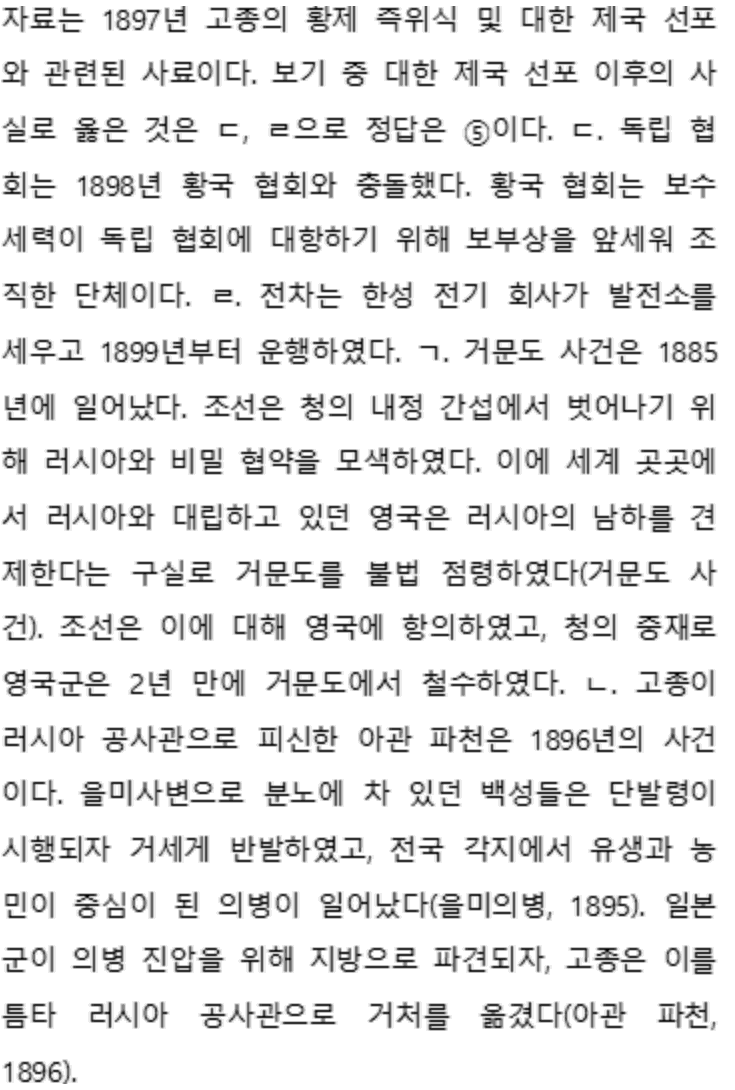 자료는 1897년 고종의 황제 즉위식 및 대한 제국 선포
와 관련된 사료이다. 보기 중 대한 제국 선포 이후의 사
실로 옳은 것은 ㄷ, ㄹ으로 정답은 ⑤이다. ㄷ. 독립 협
회는 1898년 황국 협회와 충돌했다. 황국 협회는 보수
세력이 독립 협회에 대항하기 위해 보부상을 앞세워 조
직한 단체이다. ㄹ. 전차는 한성 전기 회사가 발전소를
세우고 1899년부터 운행하였다. ㄱ. 거문도 사건은 1885
년에 일어났다. 조선은 청의 내정 간섭에서 벗어나기 위
해 러시아와 비밀 협약을 모색하였다. 이에 세계 곳곳에
서 러시아와 대립하고 있던 영국은 러시아의 남하를 견
제한다는 구실로 거문도를 불법 점령하였다(거문도 사
건). 조선은 이에 대해 영국에 항의하였고, 청의 중재로
영국군은 2년 만에 거문도에서 철수하였다. ㄴ. 고종이
러시아 공사관으로 피신한 아관 파천은 1896년의 사건
이다. 을미사변으로 분노에 차 있던 백성들은 단발령이
시행되자 거세게 반발하였고, 전국 각지에서 유생과 농
민이 중심이 된 의병이 일어났다(을미의병, 1895). 일본
군이 의병 진압을 위해 지방으로 파견되자, 고종은 이를
틈타 러시아 공사관으로 거처를 옮겼다(아관 파천,
1896).